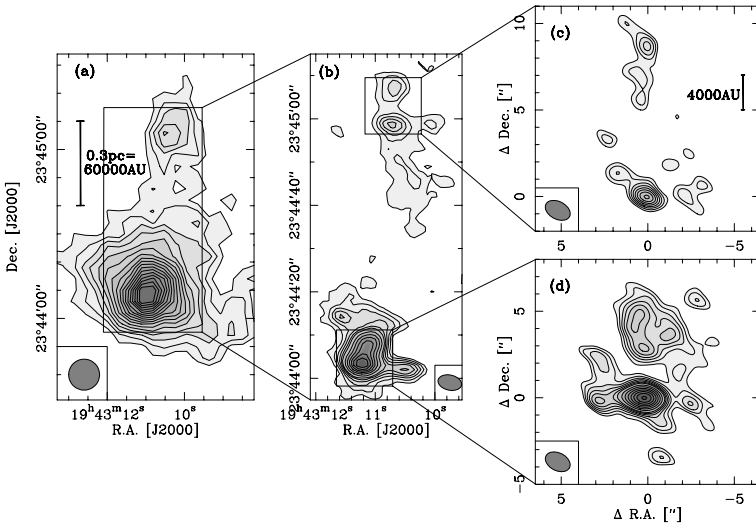 (a)
0.3pc=
60000AU
23°45'00"
23°44'00"
Dec. [J2000]
19ʰ43ᵐ12ˢ 10ˢ
R.A. [J2000]
(b)
23°45'00"
23°44'40"
23°44'20"
23°44'00"
19ʰ43ᵐ12ˢ 11ˢ 10ˢ
R.A. [J2000]
(c)
4000AU
10
5
0
Δ Dec. ["]
5 0 -5
(d)
5
0
-5
Δ Dec. ["]
5 0 -5
Δ R.A. ["]